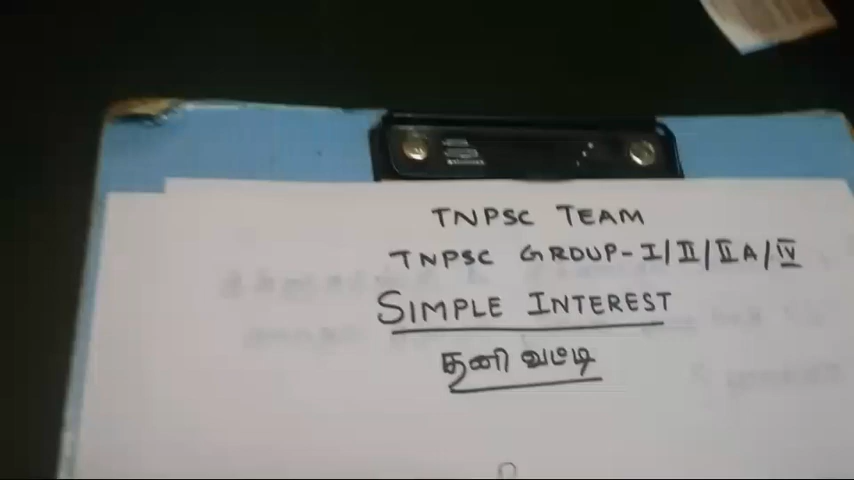 TNPSC TEAM
TNPSC GROUP-I/II/IIA/IV
SIMPLE INTEREST
தனி வட்டி